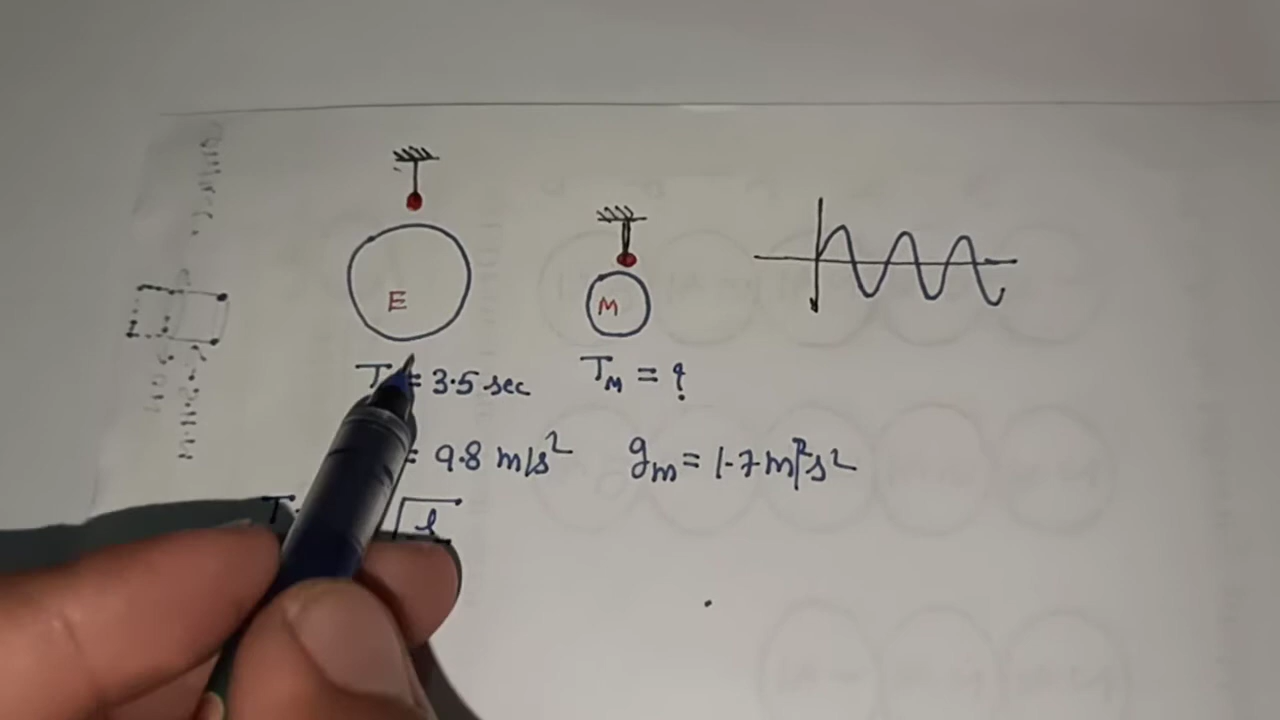 E
M
T = 3.5 sec
T_M = ?
= 9.8 m/s²
g_m = 1.7 m/s²
T
√l